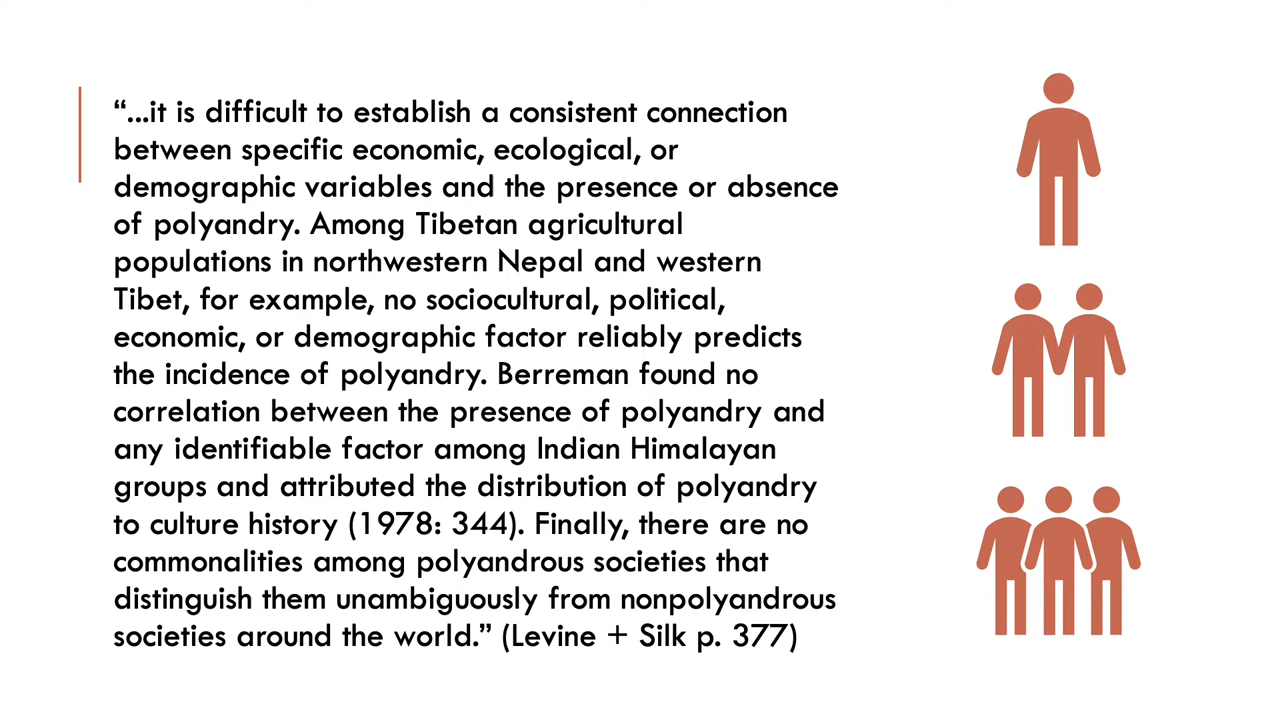 “...it is difficult to establish a consistent connection
between specific economic, ecological, or
demographic variables and the presence or absence
of polyandry. Among Tibetan agricultural
populations in northwestern Nepal and western
Tibet, for example, no sociocultural, political,
economic, or demographic factor reliably predicts
the incidence of polyandry. Berreman found no
correlation between the presence of polyandry and
any identifiable factor among Indian Himalayan
groups and attributed the distribution of polyandry
to culture history (1978: 344). Finally, there are no
commonalities among polyandrous societies that
distinguish them unambiguously from nonpolyandrous
societies around the world.” (Levine + Silk p. 377)